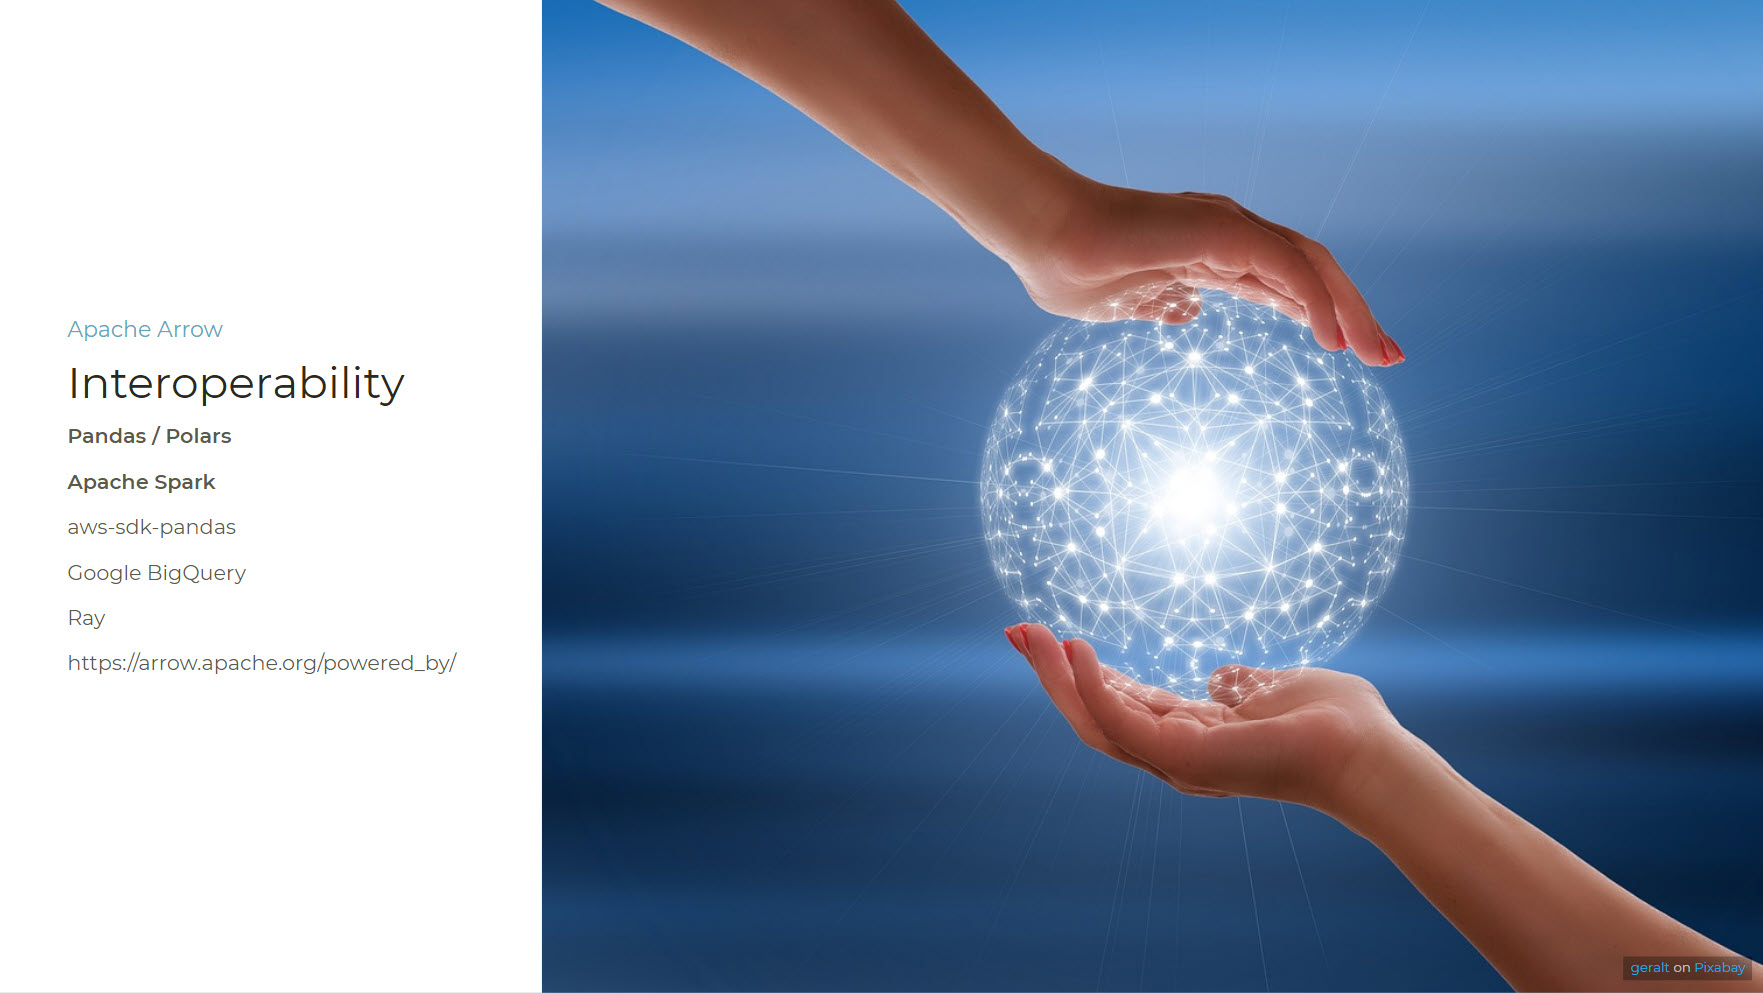 Apache Arrow
Interoperability
Pandas / Polars
Apache Spark
aws-sdk-pandas
Google BigQuery
Ray
https://arrow.apache.org/powered_by/
geralt on Pixabay